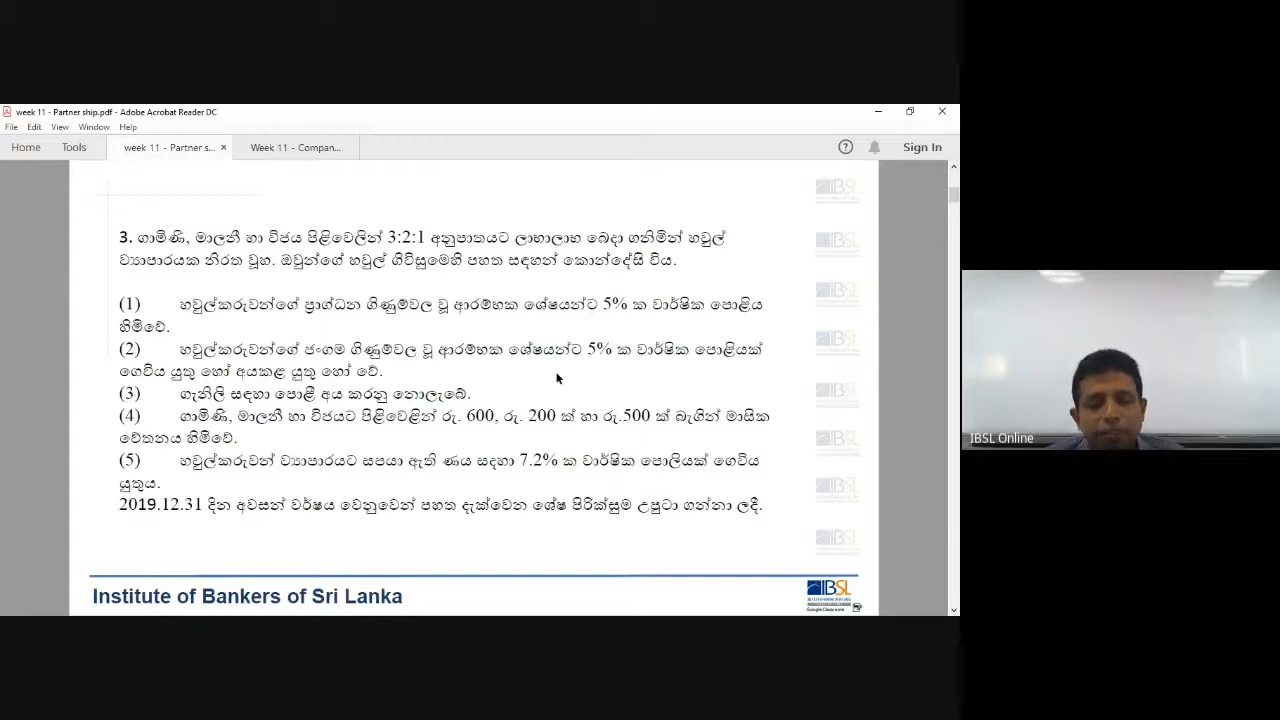 week 11 - Partner ship.pdf - Adobe Acrobat Reader DC
File Edit View Window Help
Home Tools week 11 - Partner s... × Week 11 - Compan... Sign In
3. ගාමිණි, මාලනී හා විජය පිළිවෙලින් 3:2:1 අනුපාතයට ලාභාලාභ බෙදා ගනිමින් හවුල්
ව්‍යාපාරයක නිරත වූහ. ඔවුන්ගේ හවුල් ගිවිසුමෙහි පහත සඳහන් කොන්දේසි විය.
(1) හවුල්කරුවන්ගේ ප්‍රාග්ධන ගිණුම්වල වූ ආරම්භක ශේෂයන්ට 5% ක වාර්ෂික පොළිය
හිමිවේ.
(2) හවුල්කරුවන්ගේ ජංගම ගිණුම්වල වූ ආරම්භක ශේෂයන්ට 5% ක වාර්ෂික පොළියක්
ගෙවිය යුතු හෝ අයකළ යුතු හෝ වේ.
(3) ගැනිලි සඳහා පොළී අය කරනු නොලැබේ.
(4) ගාමිණි, මාලනී හා විජයට පිළිවෙළින් රු. 600, රු. 200 ක් හා රු.500 ක් බැගින් මාසික
වේතනය හිමිවේ.
(5) හවුල්කරුවන් ව්‍යාපාරයට සපයා ඇති ණය සදහා 7.2% ක වාර්ෂික පොලියක් ගෙවිය
යුතුය.
2019.12.31 දින අවසන් වර්ෂය වෙනුවෙන් පහත දැක්වෙන ශේෂ පිරික්සුම උපුටා ගන්නා ලදී.
Institute of Bankers of Sri Lanka
IBSL
IBSL Online